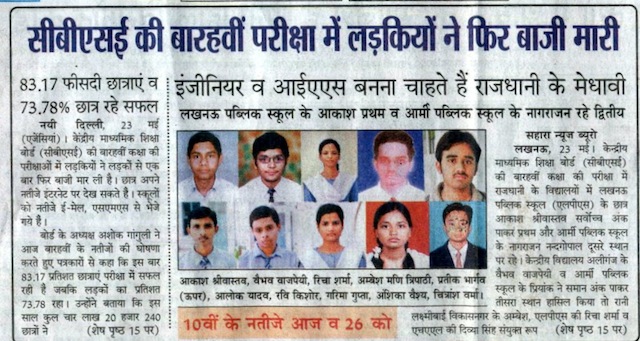 सीबीएसई की बारहवीं परीक्षा में लड़कियों ने फिर बाजी मारी
83.17 फीसदी छात्राएं व
73.78% छात्र रहे सफल
नयी दिल्ली, 23 मई
(एजेंसियां)। केंद्रीय माध्यमिक शिक्षा
बोर्ड (सीबीएसई) की बारहवीं कक्षा की
परीक्षाओं में लड़कियों ने लड़कों से एक
बार फिर बाजी मार ली है। छात्र अपने
नतीजे इंटरनेट पर देख सकते हैं। स्कूलों
को नतीजे ई-मेल, एसएमएस से भेजे
गये हैं।
बोर्ड के अध्यक्ष अशोक गांगुली ने
आज बारहवीं के नतीजों की घोषणा
करते हुए पत्रकारों से कहा कि इस बार
83.17 प्रतिशत छात्राएं परीक्षा में सफल
रही है जबकि लड़कों का प्रतिशत
73.78 रहा। उन्होंने बताया कि इस
साल कुल चार लाख 20 हजार 240
छात्रों ने (शेष पृष्ठ 15 पर)
इंजीनियर व आईएएस बनना चाहते हैं राजधानी के मेधावी
लखनऊ पब्लिक स्कूल के आकाश प्रथम व आर्मी पब्लिक स्कूल के नागराजन रहे द्वितीय
आकाश श्रीवास्तव, वैभव वाजपेयी, रिचा शर्मा, अम्बेश मणि त्रिपाठी, प्रतीक भार्गव
(ऊपर), आलोक यादव, रवि किशोर, गरिमा गुप्ता, अंशिका वैश्य, चित्रांश वर्मा।
10वीं के नतीजे आज व 26 को
सहारा न्यूज ब्यूरो
लखनऊ, 23 मई। केन्द्रीय
माध्यमिक शिक्षा बोर्ड (सीबीएसई)
की बारहवीं कक्षा की परीक्षा में
राजधानी के विद्यालयों में लखनऊ
पब्लिक स्कूल (एलपीएस) के छात्र
आकाश श्रीवास्तव सर्वोच्च अंक
पाकर प्रथम और आर्मी पब्लिक स्कूल
के नागराजन नन्दगोपाल दूसरे स्थान
पर रहे। केन्द्रीय विद्यालय अलीगंज के
वैभव वाजपेयी व आर्मी पब्लिक
स्कूल के प्रियांक ने समान अंक पाकर
तीसरा स्थान हासिल किया तो रानी
लक्ष्मीबाई विकासनगर के अम्बेश, एलपीएस की रिचा शर्मा व
एचएएल की दिव्या सिंह संयुक्त रूप (शेष पृष्ठ 15 पर)